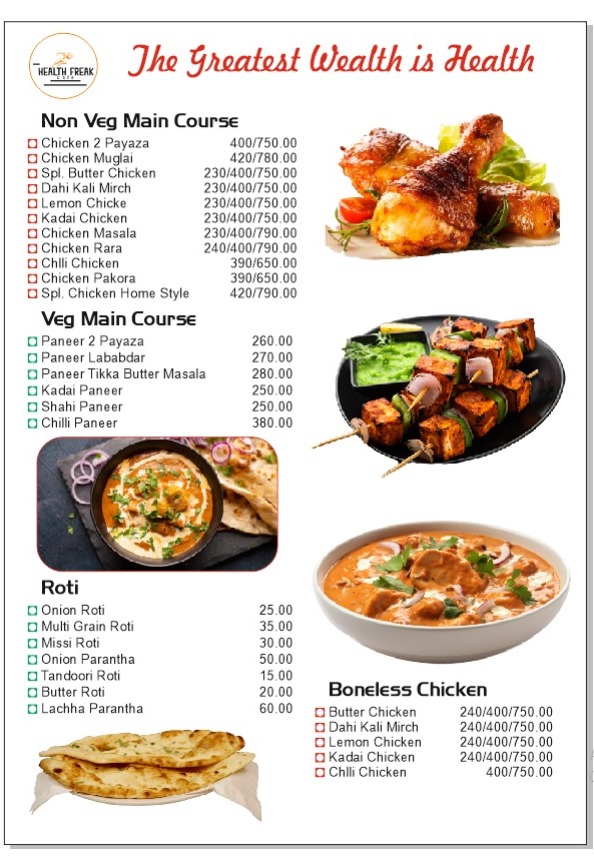 HEALTH FREAK
CAFE
The Greatest Wealth is Health
Non Veg Main Course
Chicken 2 Payaza 400/750.00
Chicken Muglai 420/780.00
Spl. Butter Chicken 230/400/750.00
Dahi Kali Mirch 230/400/750.00
Lemon Chicke 230/400/750.00
Kadai Chicken 230/400/750.00
Chicken Masala 230/400/790.00
Chicken Rara 240/400/790.00
Chlli Chicken 390/650.00
Chicken Pakora 390/650.00
Spl. Chicken Home Style 420/790.00
Veg Main Course
Paneer 2 Payaza 260.00
Paneer Lababdar 270.00
Paneer Tikka Butter Masala 280.00
Kadai Paneer 250.00
Shahi Paneer 250.00
Chilli Paneer 380.00
Roti
Onion Roti 25.00
Multi Grain Roti 35.00
Missi Roti 30.00
Onion Parantha 50.00
Tandoori Roti 15.00
Butter Roti 20.00
Lachha Parantha 60.00
Boneless Chicken
Butter Chicken 240/400/750.00
Dahi Kali Mirch 240/400/750.00
Lemon Chicken 240/400/750.00
Kadai Chicken 240/400/750.00
Chlli Chicken 400/750.00